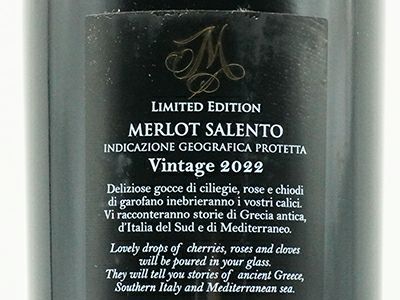 M
LIMITED EDITION
MERLOT SALENTO
INDICAZIONE GEOGRAFICA PROTETTA
Vintage 2022
Deliziose gocce di ciliegie, rose e chiodi
di garofano inebrieranno i vostri calici.
Vi racconteranno storie di Grecia antica,
d'Italia del Sud e di Mediterraneo.
Lovely drops of cherries, roses and cloves
will be poured in your glass.
They will tell you stories of ancient Greece,
Southern Italy and Mediterranean sea.